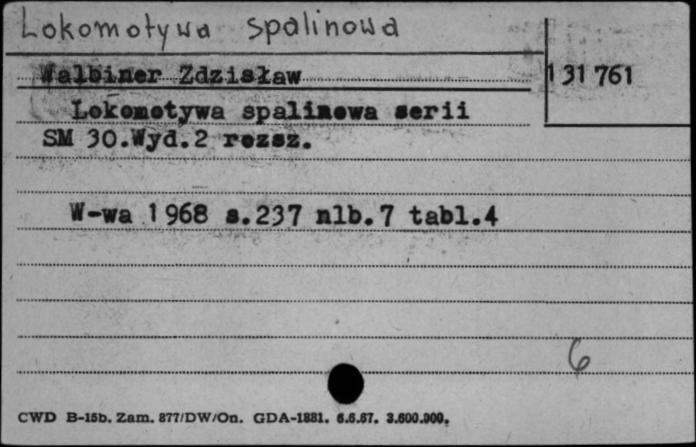 Lokomotywa spalinowa
Walbiner Zdzisław
131 761
Lokomotywa spalinowa serii
SM 30.Wyd.2 rozsz.
W-wa 1968 s.237 nlb.7 tabl.4
6
CWD B-15b. Zam. 877/DW/On. GDA-1881. 6.6.67. 3.600.000.